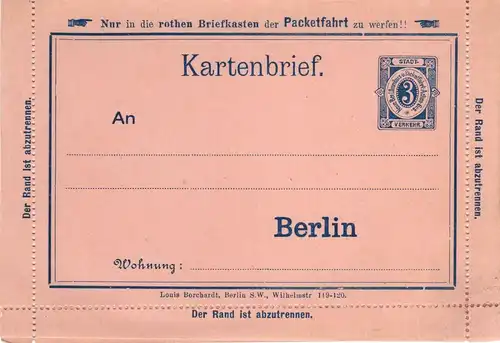 Nur in die rothen Briefkasten der Packetfahrt zu werfen!!
Kartenbrief.
STADT-
3
VERKEHR
An
Berlin
Wohnung:
Louis Borchardt, Berlin S.W., Wilhelmstr 119-120.
Der Rand ist abzutrennen.
Der Rand ist abzutrennen.
Der Rand ist abzutrennen.